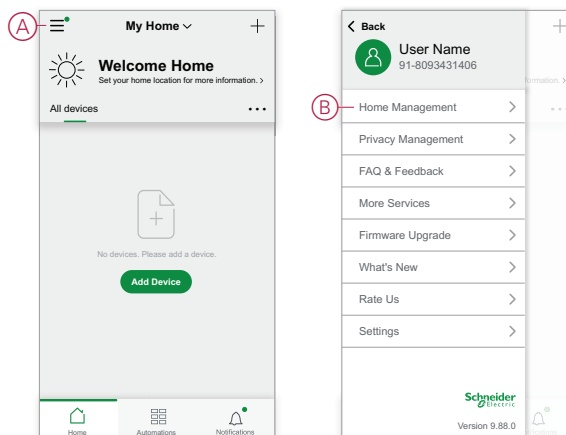 A
My Home
Welcome Home
Set your home location for more information. >
All devices
No devices. Please add a device.
Add Device
Home
Automations
Notifications
Back
User Name
91-8093431406
B
Home Management
Privacy Management
FAQ & Feedback
More Services
Firmware Upgrade
What's New
Rate Us
Settings
Schneider
Electric
Version 9.88.0